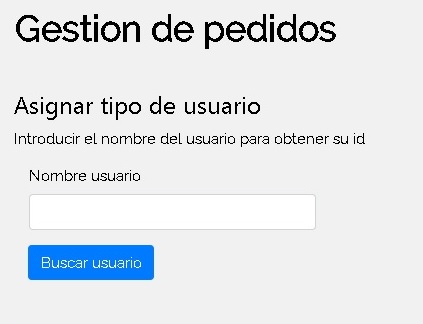 Gestion de pedidos
Asignar tipo de usuario
Introducir el nombre del usuario para obtener su id
Nombre usuario
Buscar usuario